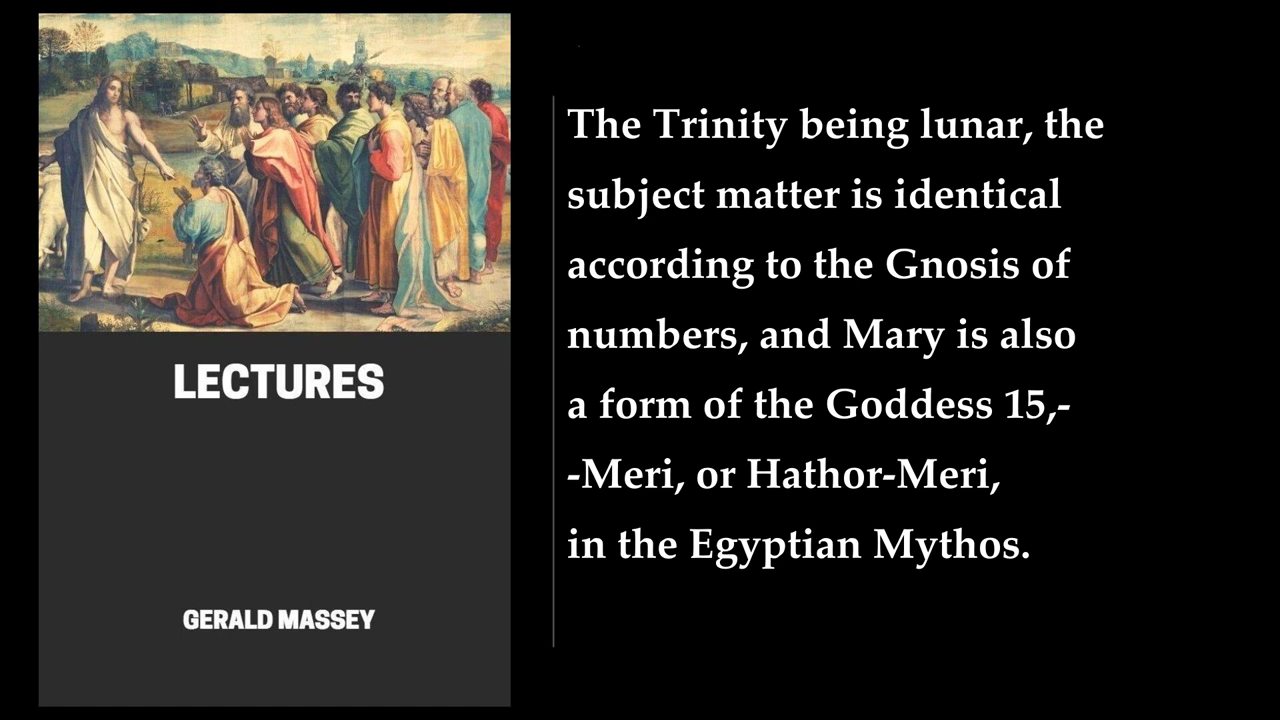 LECTURES
GERALD MASSEY
The Trinity being lunar, the
subject matter is identical
according to the Gnosis of
numbers, and Mary is also
a form of the Goddess 15,-
-Meri, or Hathor-Meri,
in the Egyptian Mythos.